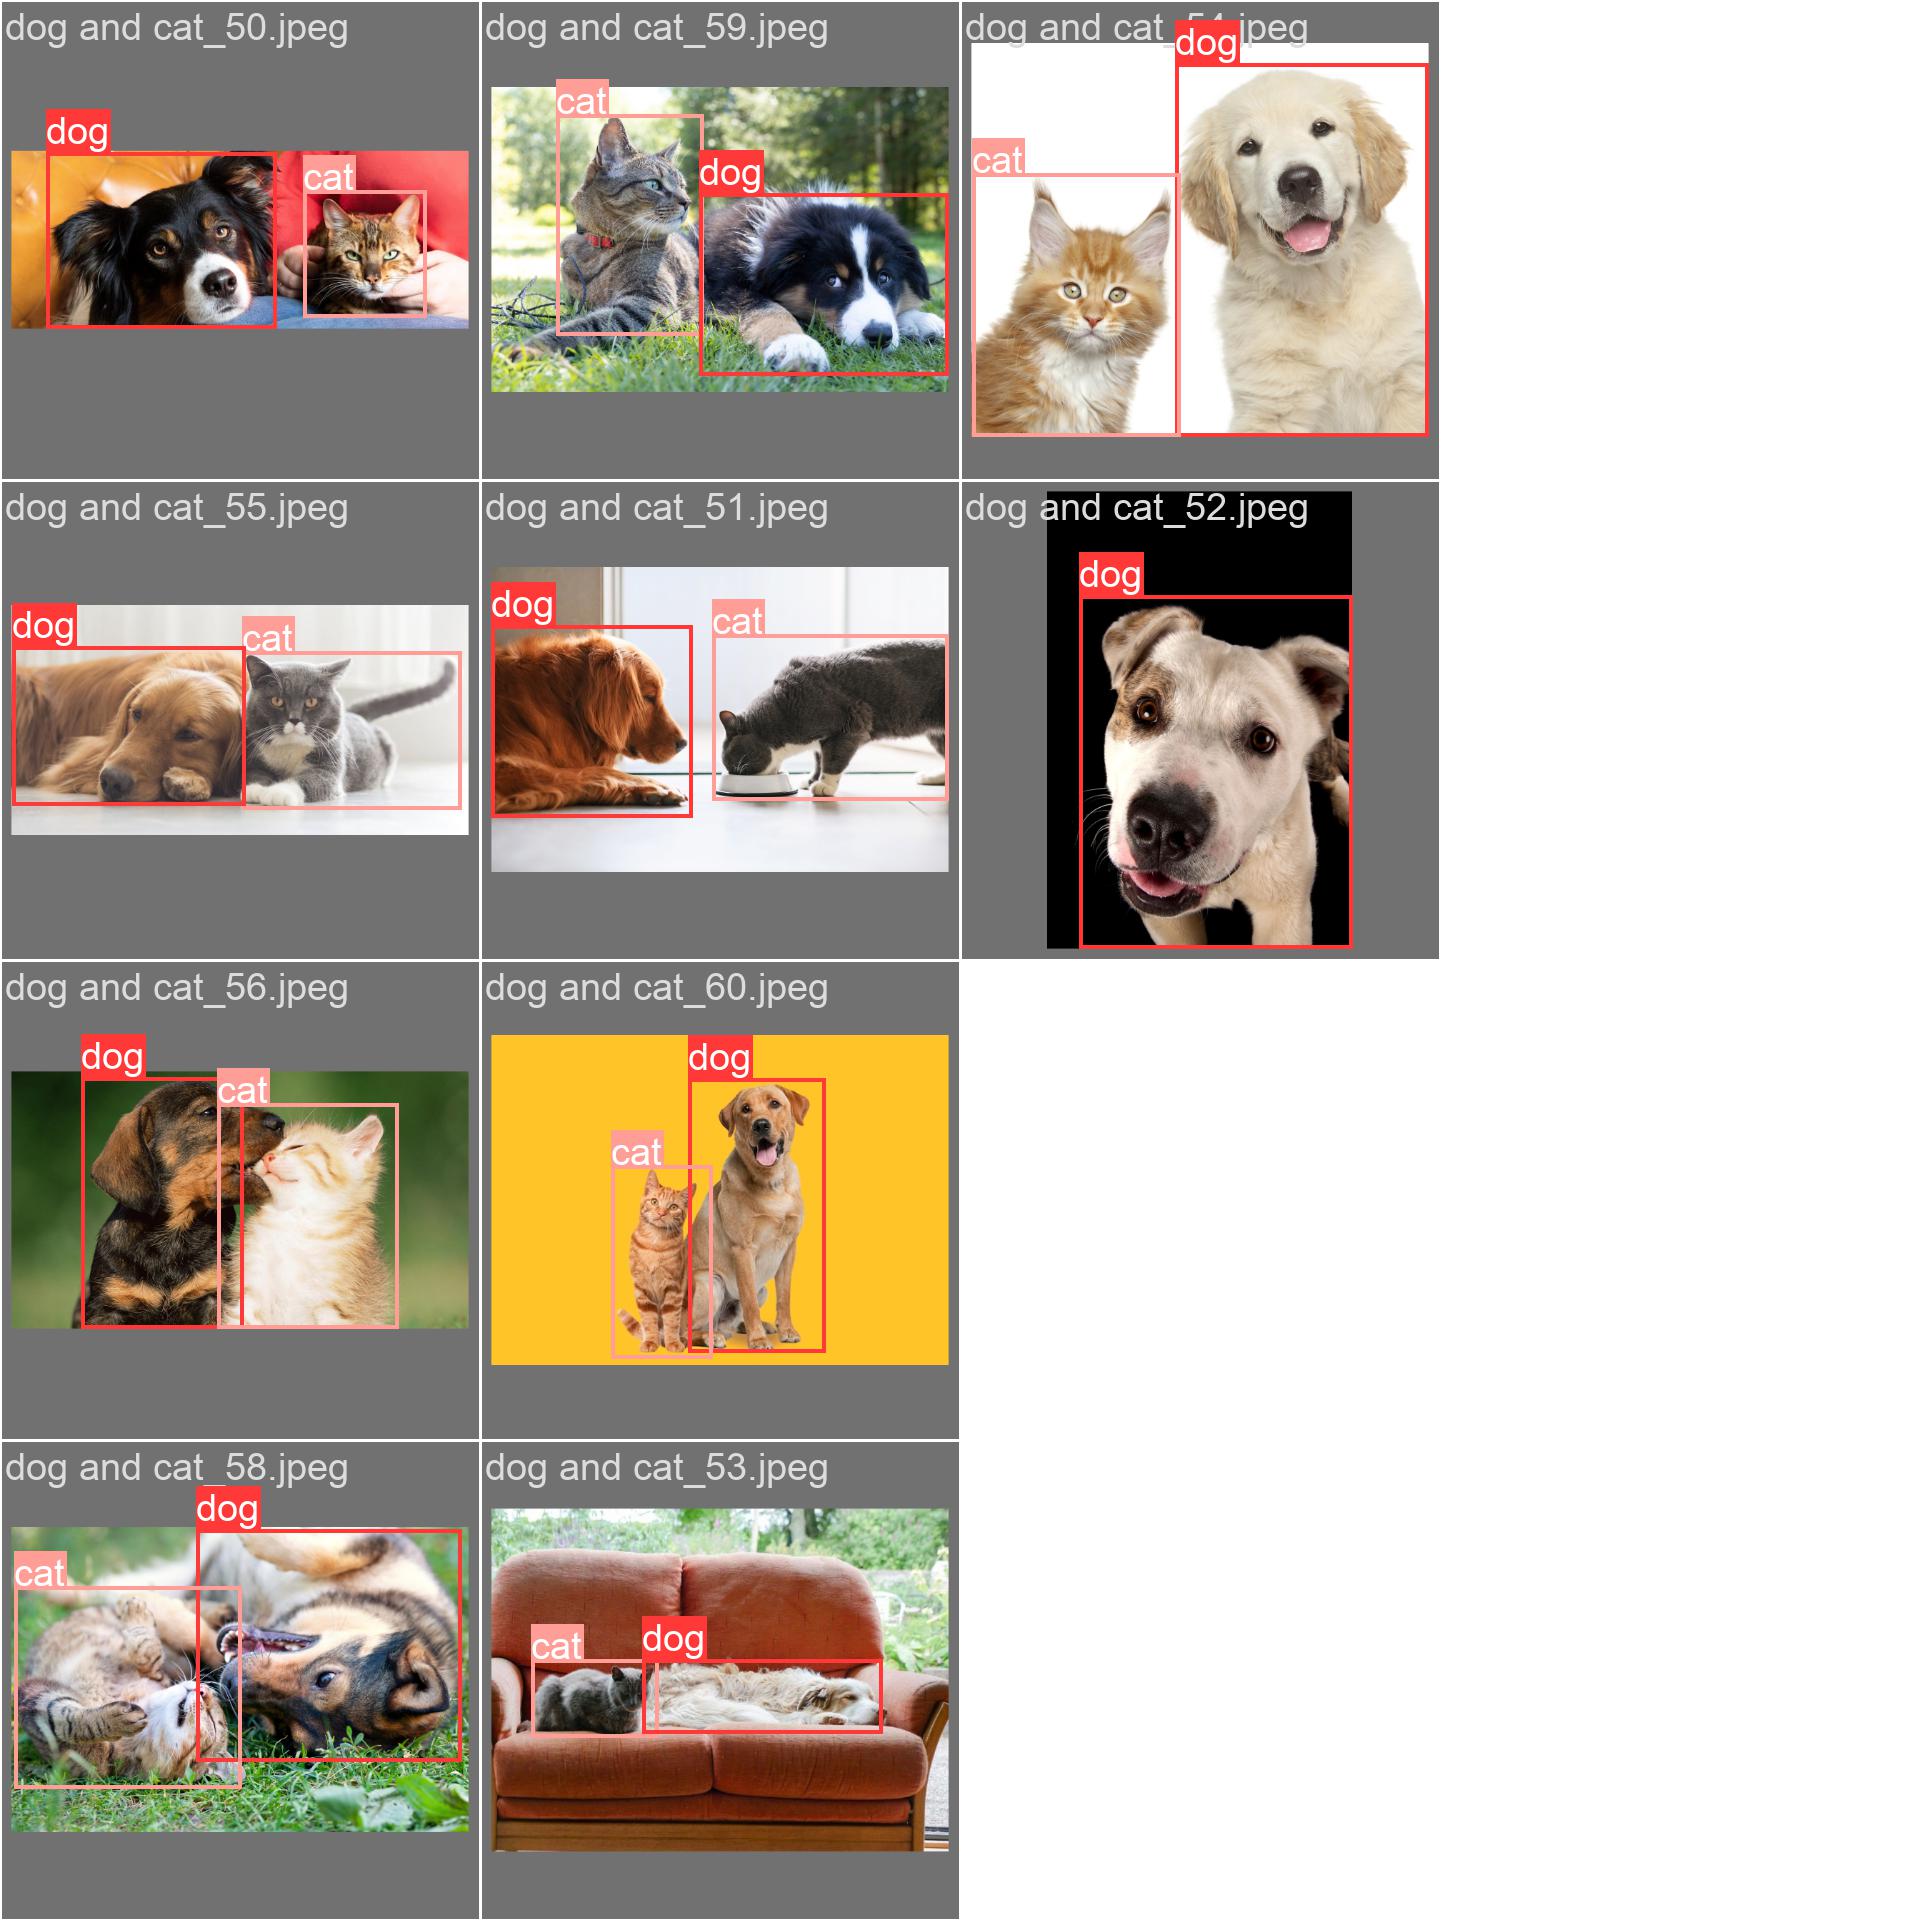 dog and cat_50.jpeg
dog
cat
dog and cat_59.jpeg
cat
dog
dog and cat_54.jpeg
dog
cat
dog and cat_55.jpeg
dog
cat
dog and cat_51.jpeg
dog
cat
dog and cat_52.jpeg
dog
dog and cat_56.jpeg
dog
cat
dog and cat_60.jpeg
dog
cat
dog and cat_58.jpeg
dog
cat
dog and cat_53.jpeg
cat
dog